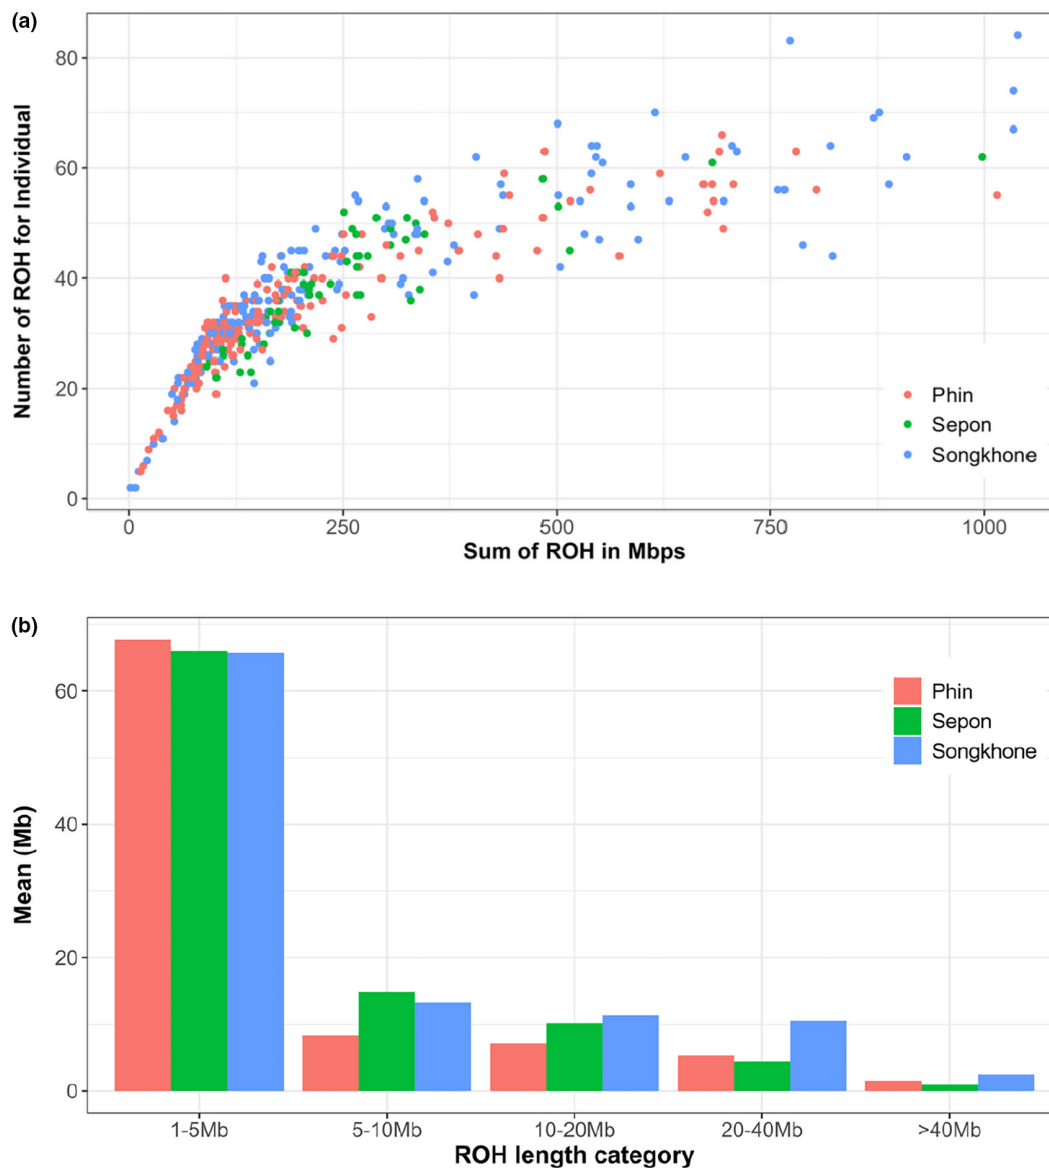 (a)
Number of ROH for Individual
80
60
40
20
0
Phin
Sepon
Songkhone
0 250 500 750 1000
Sum of ROH in Mbps
(b)
Mean (Mb)
60
40
20
0
Phin
Sepon
Songkhone
1-5Mb 5-10Mb 10-20Mb 20-40Mb >40Mb
ROH length category